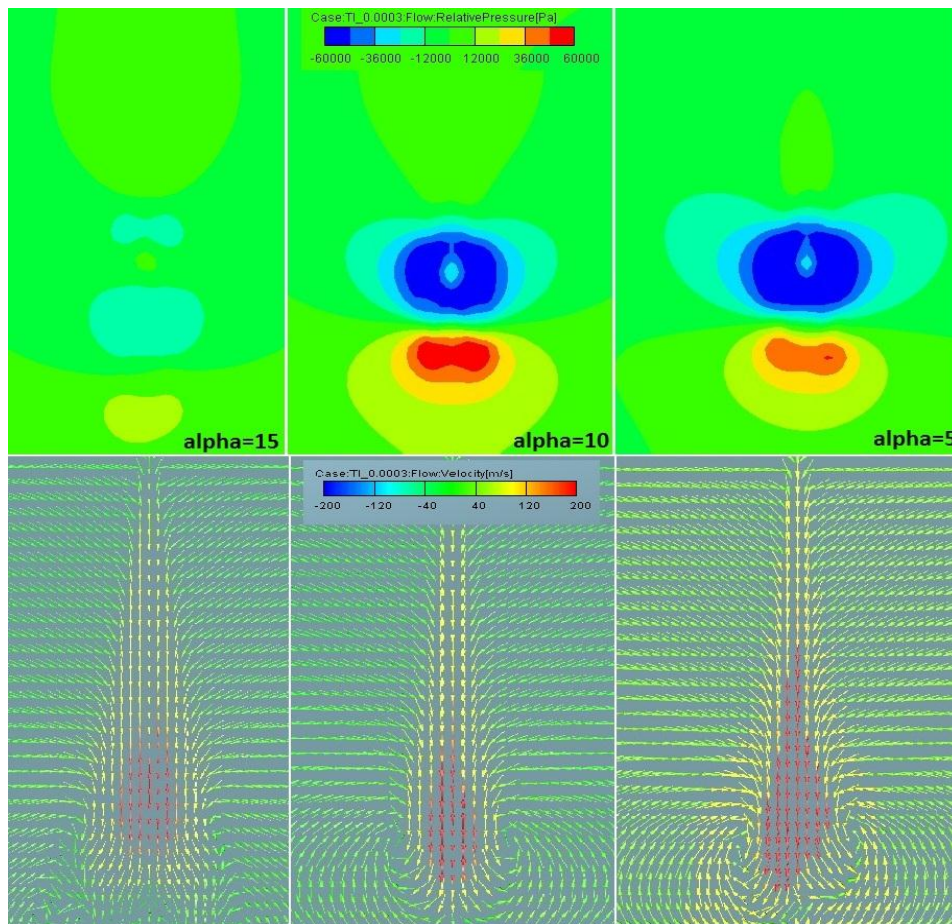 Case:TI_0.0003:Flow:RelativePressure[Pa]
-60000 -36000 -12000 12000 36000 60000
alpha=15
alpha=10
alpha=5
Case:TI_0.0003:Flow:Velocity[m/s]
-200 -120 -40 40 120 200